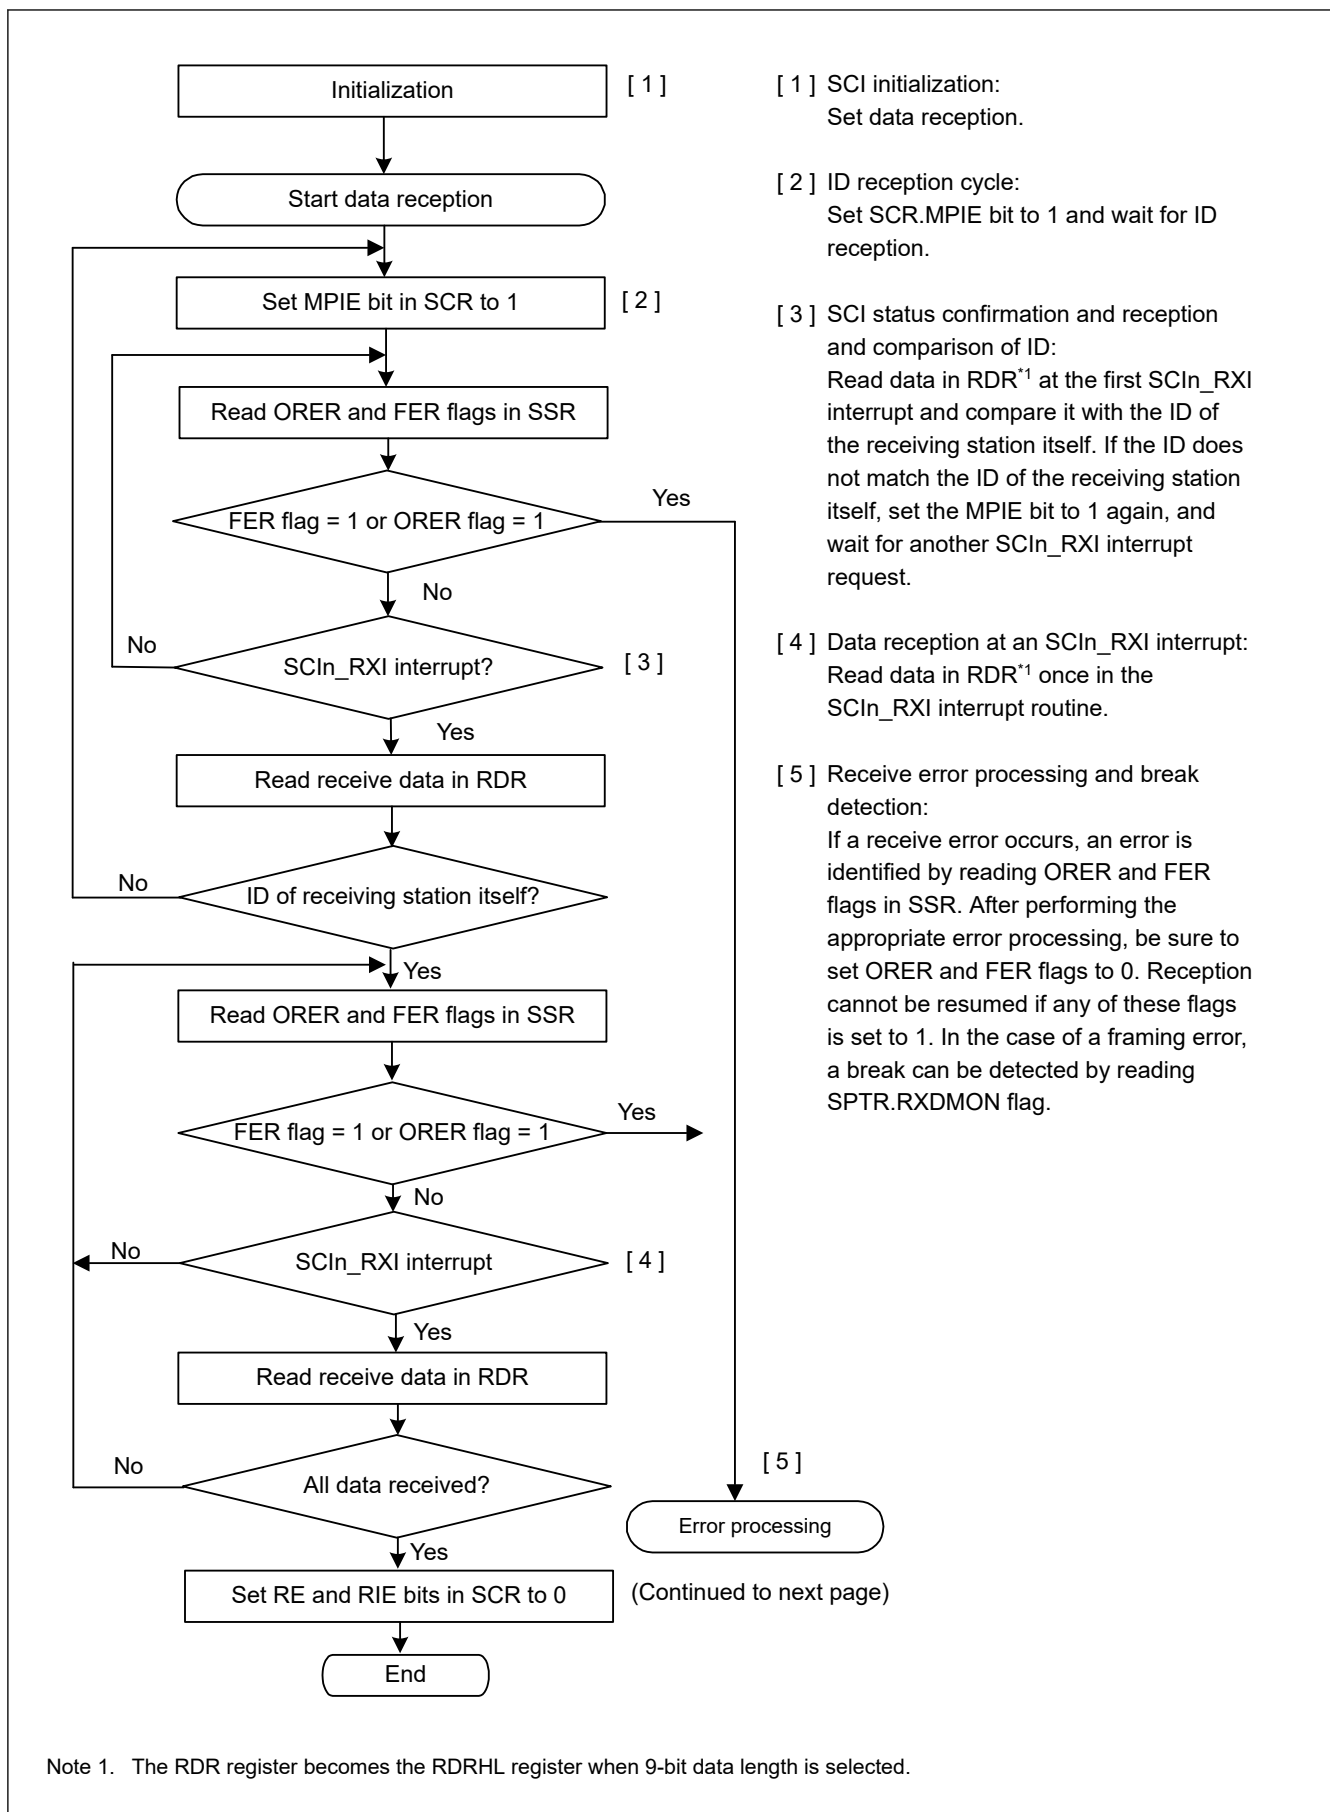 Initialization
[ 1 ]
Start data reception
Set MPIE bit in SCR to 1
[ 2 ]
Read ORER and FER flags in SSR
FER flag = 1 or ORER flag = 1
Yes
No
SCIn_RXI interrupt?
[ 3 ]
No
Yes
Read receive data in RDR
ID of receiving station itself?
No
Yes
Read ORER and FER flags in SSR
FER flag = 1 or ORER flag = 1
Yes
No
SCIn_RXI interrupt
[ 4 ]
No
Yes
Read receive data in RDR
All data received?
No
[ 5 ]
Error processing
Yes
Set RE and RIE bits in SCR to 0
(Continued to next page)
End
[ 1 ] SCI initialization:
Set data reception.
[ 2 ] ID reception cycle:
Set SCR.MPIE bit to 1 and wait for ID
reception.
[ 3 ] SCI status confirmation and reception
and comparison of ID:
Read data in RDR*1 at the first SCIn_RXI
interrupt and compare it with the ID of
the receiving station itself. If the ID does
not match the ID of the receiving station
itself, set the MPIE bit to 1 again, and
wait for another SCIn_RXI interrupt
request.
[ 4 ] Data reception at an SCIn_RXI interrupt:
Read data in RDR*1 once in the
SCIn_RXI interrupt routine.
[ 5 ] Receive error processing and break
detection:
If a receive error occurs, an error is
identified by reading ORER and FER
flags in SSR. After performing the
appropriate error processing, be sure to
set ORER and FER flags to 0. Reception
cannot be resumed if any of these flags
is set to 1. In the case of a framing error,
a break can be detected by reading
SPTR.RXDMON flag.
Note 1. The RDR register becomes the RDRHL register when 9-bit data length is selected.